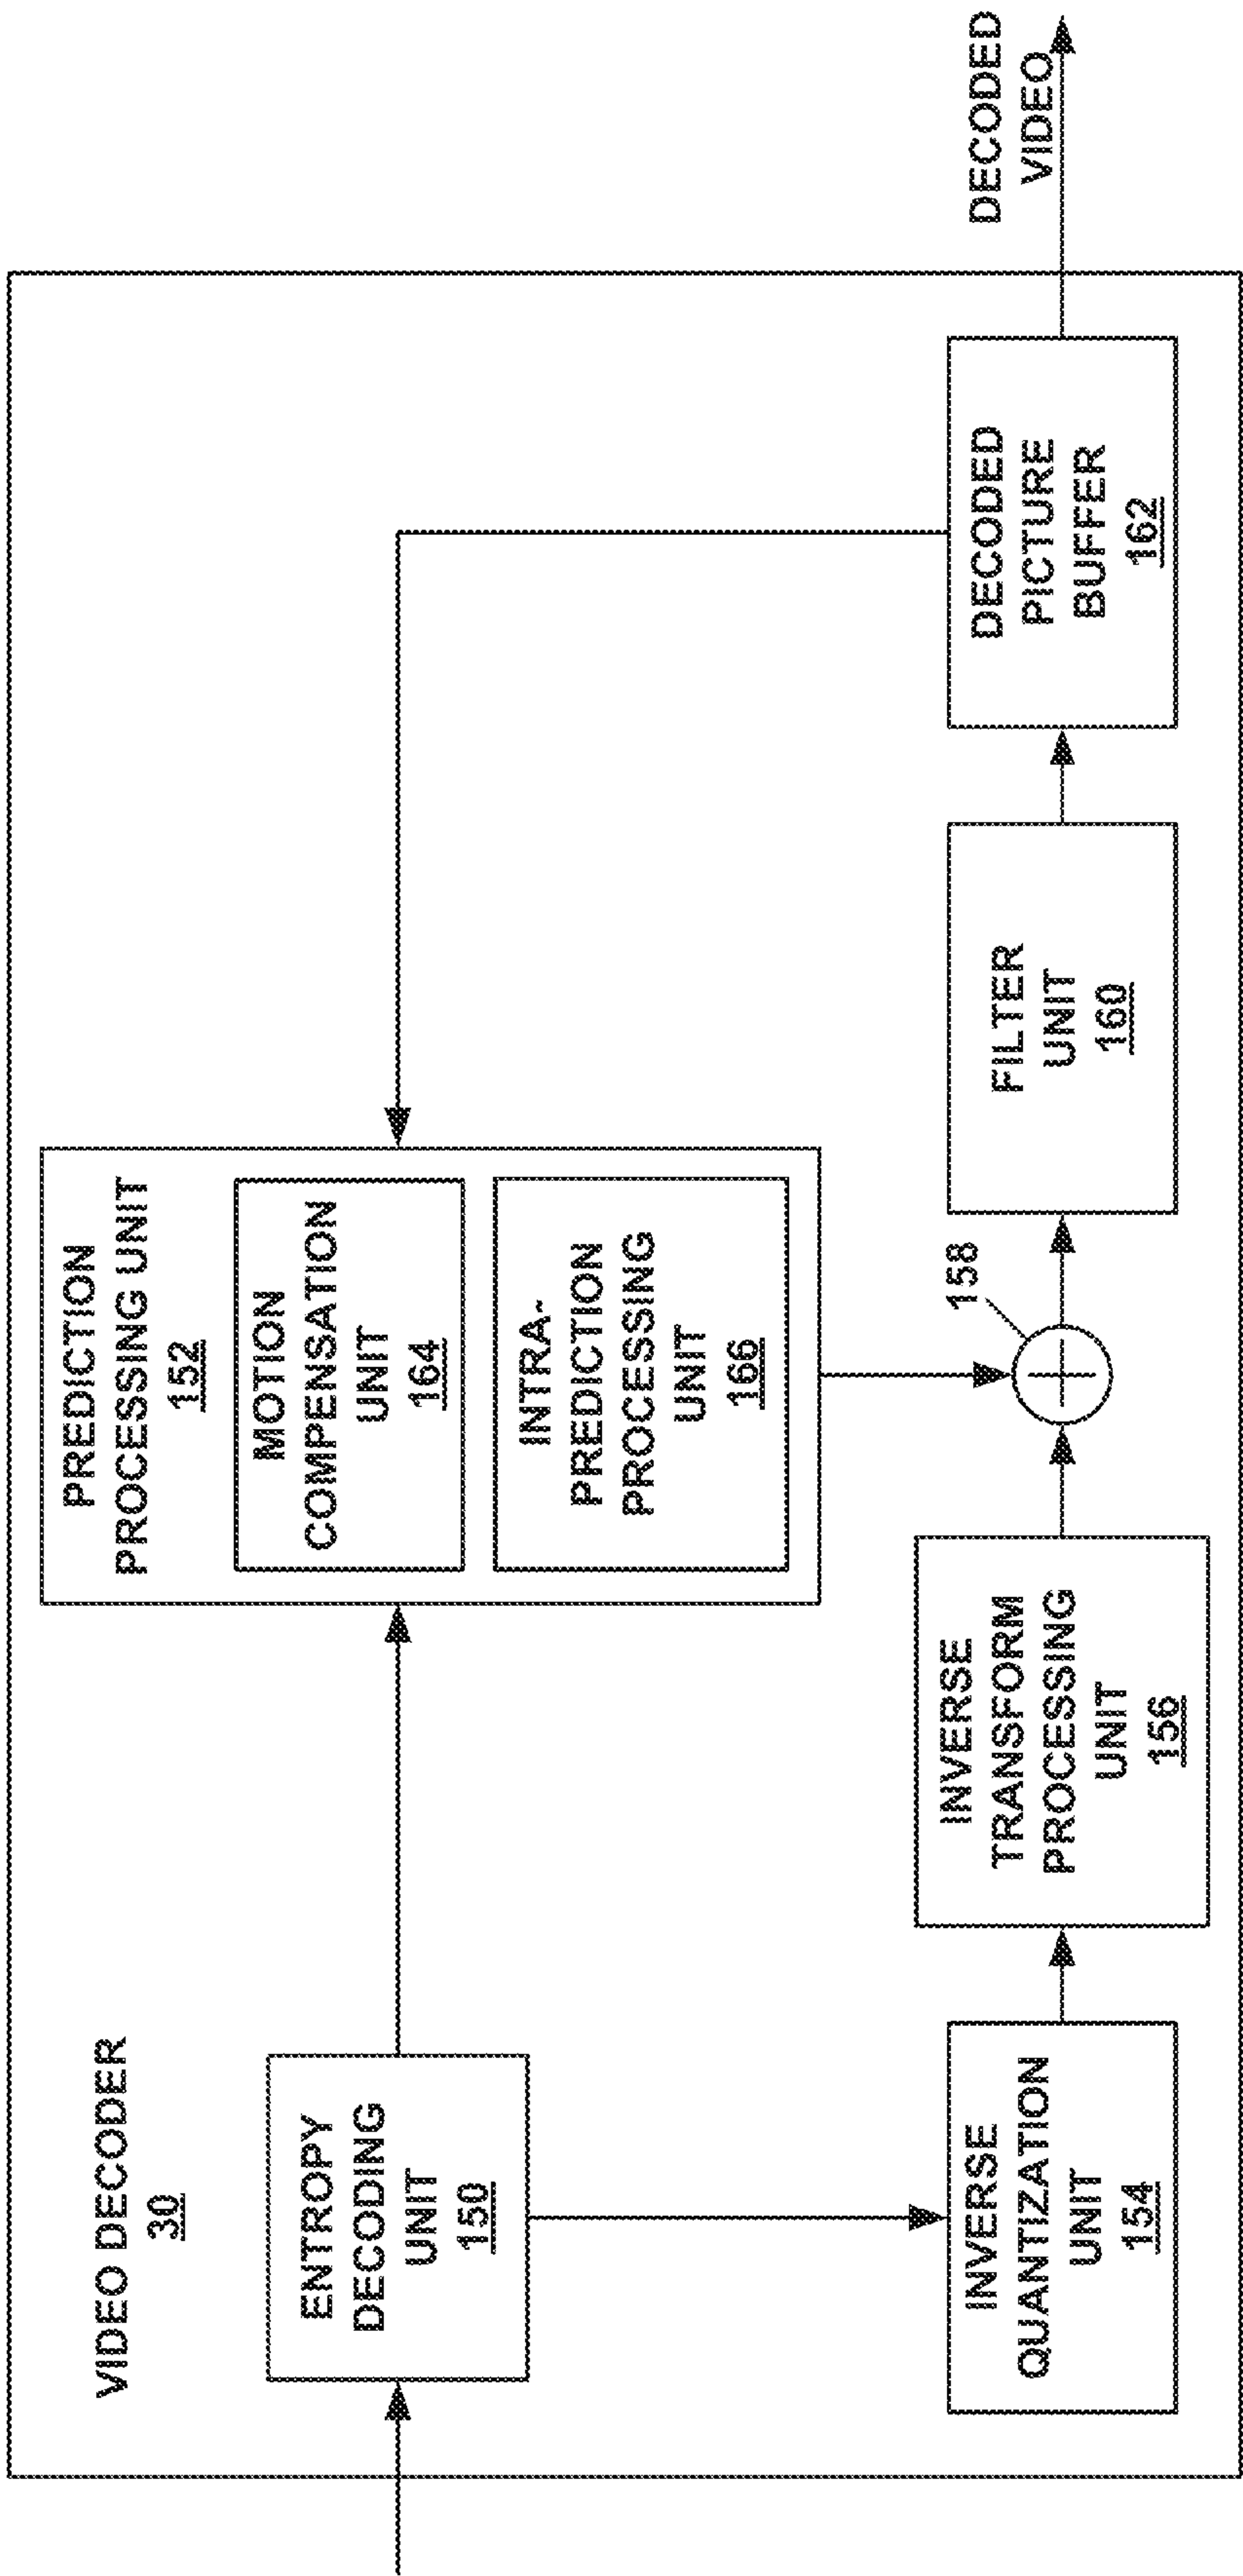 VIDEO DECODER
30
ENTROPY
DECODING
UNIT
150
PREDICTION
PROCESSING UNIT
152
MOTION
COMPENSATION
UNIT
164
INTRA-
PREDICTION
PROCESSING
UNIT
166
INVERSE
QUANTIZATION
UNIT
154
INVERSE
TRANSFORM
PROCESSING
UNIT
156
158
FILTER
UNIT
160
DECODED
PICTURE
BUFFER
162
DECODED
VIDEO